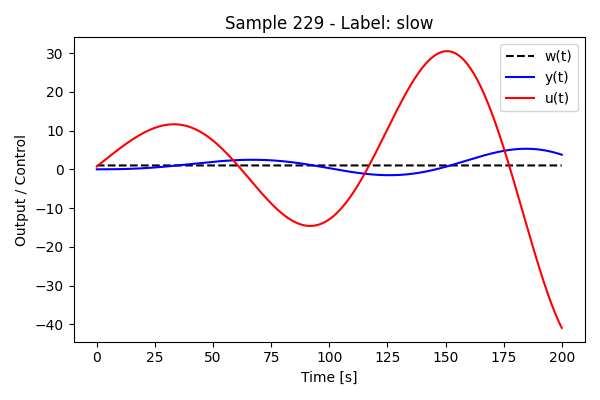 Sample 229 - Label: slow
w(t)
y(t)
u(t)
Output / Control
30
20
10
0
−10
−20
−30
−40
0 25 50 75 100 125 150 175 200
Time [s]